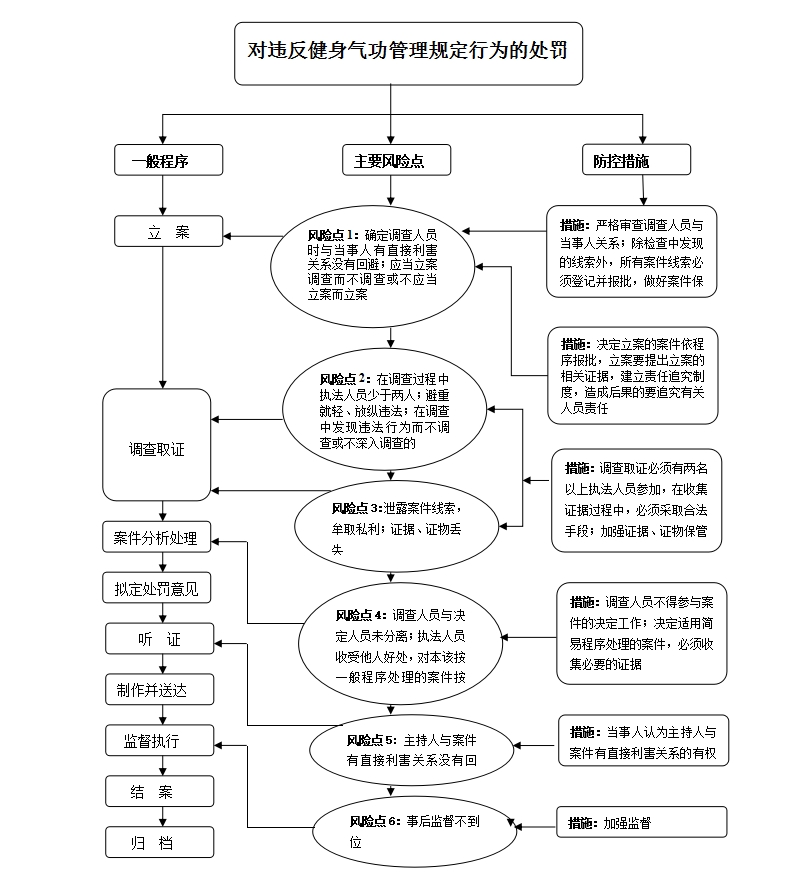 对违反健身气功管理规定行为的处罚
一般程序
主要风险点
防控措施
立 案
风险点 1：确定调查人员
时与当事人有直接利害
关系没有回避；应当立案
调查而不调查或不应当
立案而立案
措施：严格审查调查人员与
当事人关系；除检查中发现
的线索外，所有案件线索必
须登记并报批，做好案件保
措施：决定立案的案件依程
序报批，立案要提出立案的
相关证据，建立责任追究制
度，造成后果的要追究有关
人员责任
调查取证
风险点 2：在调查过程中
执法人员少于两人；避重
就轻、放纵违法；在调查
中发现违法行为而不调
查或不深入调查的
措施：调查取证必须有两名
以上执法人员参加，在收集
证据过程中，必须采取合法
手段；加强证据、证物保管
风险点 3:泄露案件线索，
牟取私利；证据、证物丢
失
案件分析处理
拟定处罚意见
风险点 4：调查人员与决
定人员未分离；执法人员
收受他人好处，对本该按
一般程序处理的案件按
措施：调查人员不得参与案
件的决定工作；决定适用简
易程序处理的案件，必须收
集必要的证据
听 证
制作并送达
风险点 5：主持人与案件
有直接利害关系没有回
措施：当事人认为主持人与
案件有直接利害关系的有权
监督执行
结 案
风险点 6：事后监督不到
位
措施：加强监督
归 档